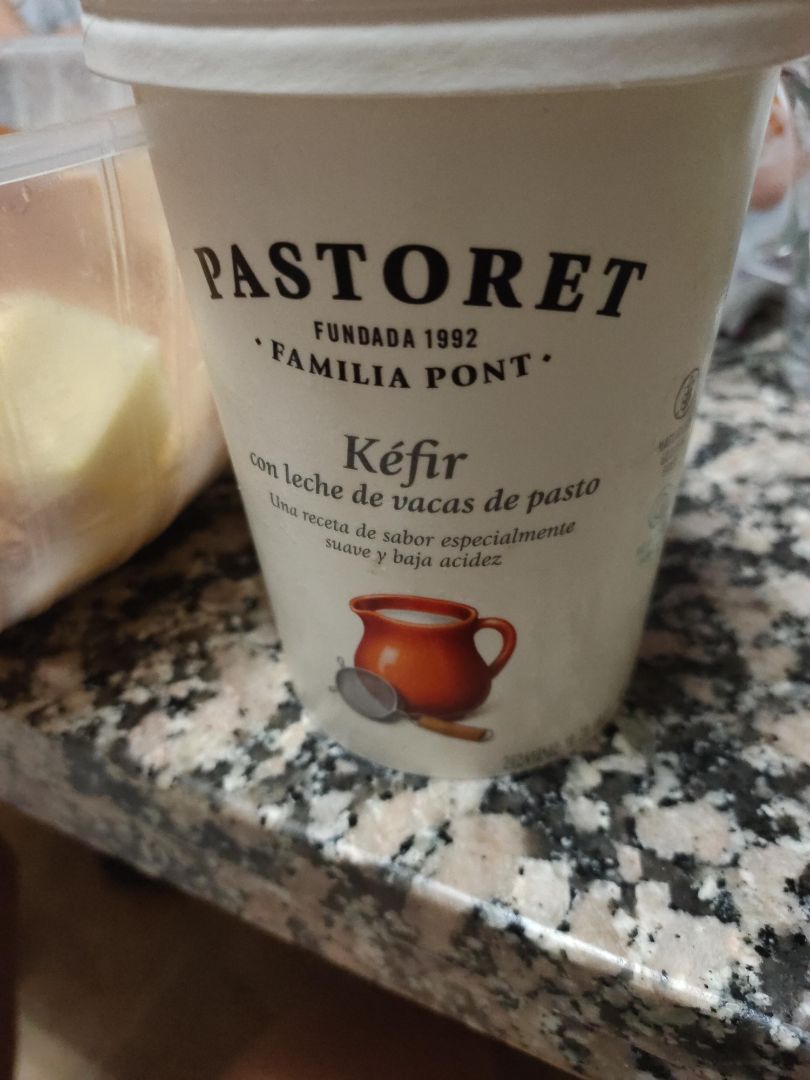 PASTORET
FUNDADA 1992
· FAMILIA PONT ·
Kéfir
con leche de vacas de pasto
Una receta de sabor especialmente
suave y baja acidez